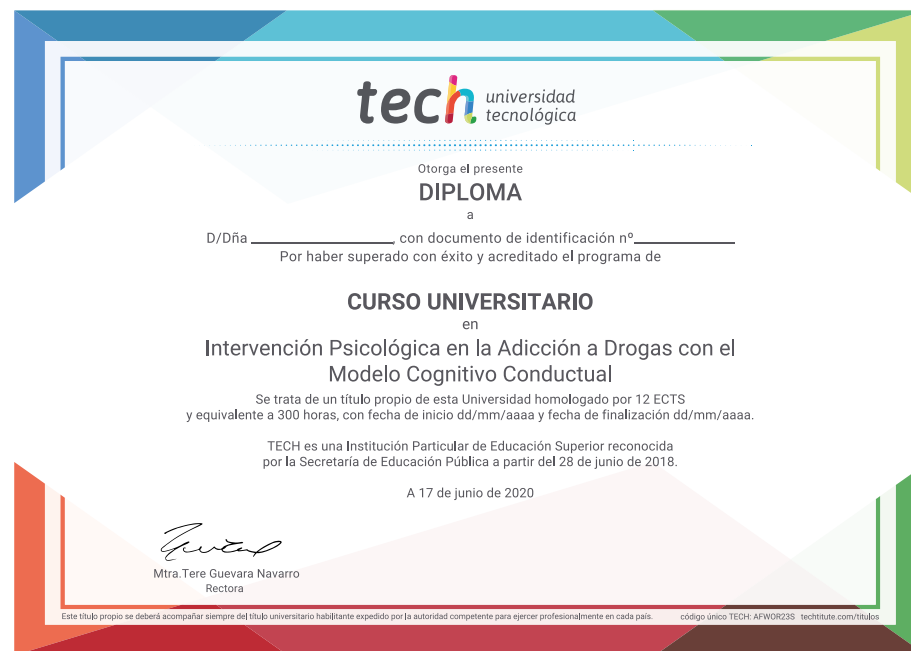 tech universidad
tecnológica
Otorga el presente
DIPLOMA
a
D/Dña ____________________, con documento de identificación nº______________
Por haber superado con éxito y acreditado el programa de
CURSO UNIVERSITARIO
en
Intervención Psicológica en la Adicción a Drogas con el
Modelo Cognitivo Conductual
Se trata de un título propio de esta Universidad homologado por 12 ECTS
y equivalente a 300 horas, con fecha de inicio dd/mm/aaaa y fecha de finalización dd/mm/aaaa.
TECH es una Institución Particular de Educación Superior reconocida
por la Secretaría de Educación Pública a partir del 28 de junio de 2018.
A 17 de junio de 2020
Mtra.Tere Guevara Navarro
Rectora
Este título propio se deberá acompañar siempre del título universitario habilitante expedido por la autoridad competente para ejercer profesionalmente en cada país. código único TECH: AFWOR23S techtitute.com/titulos